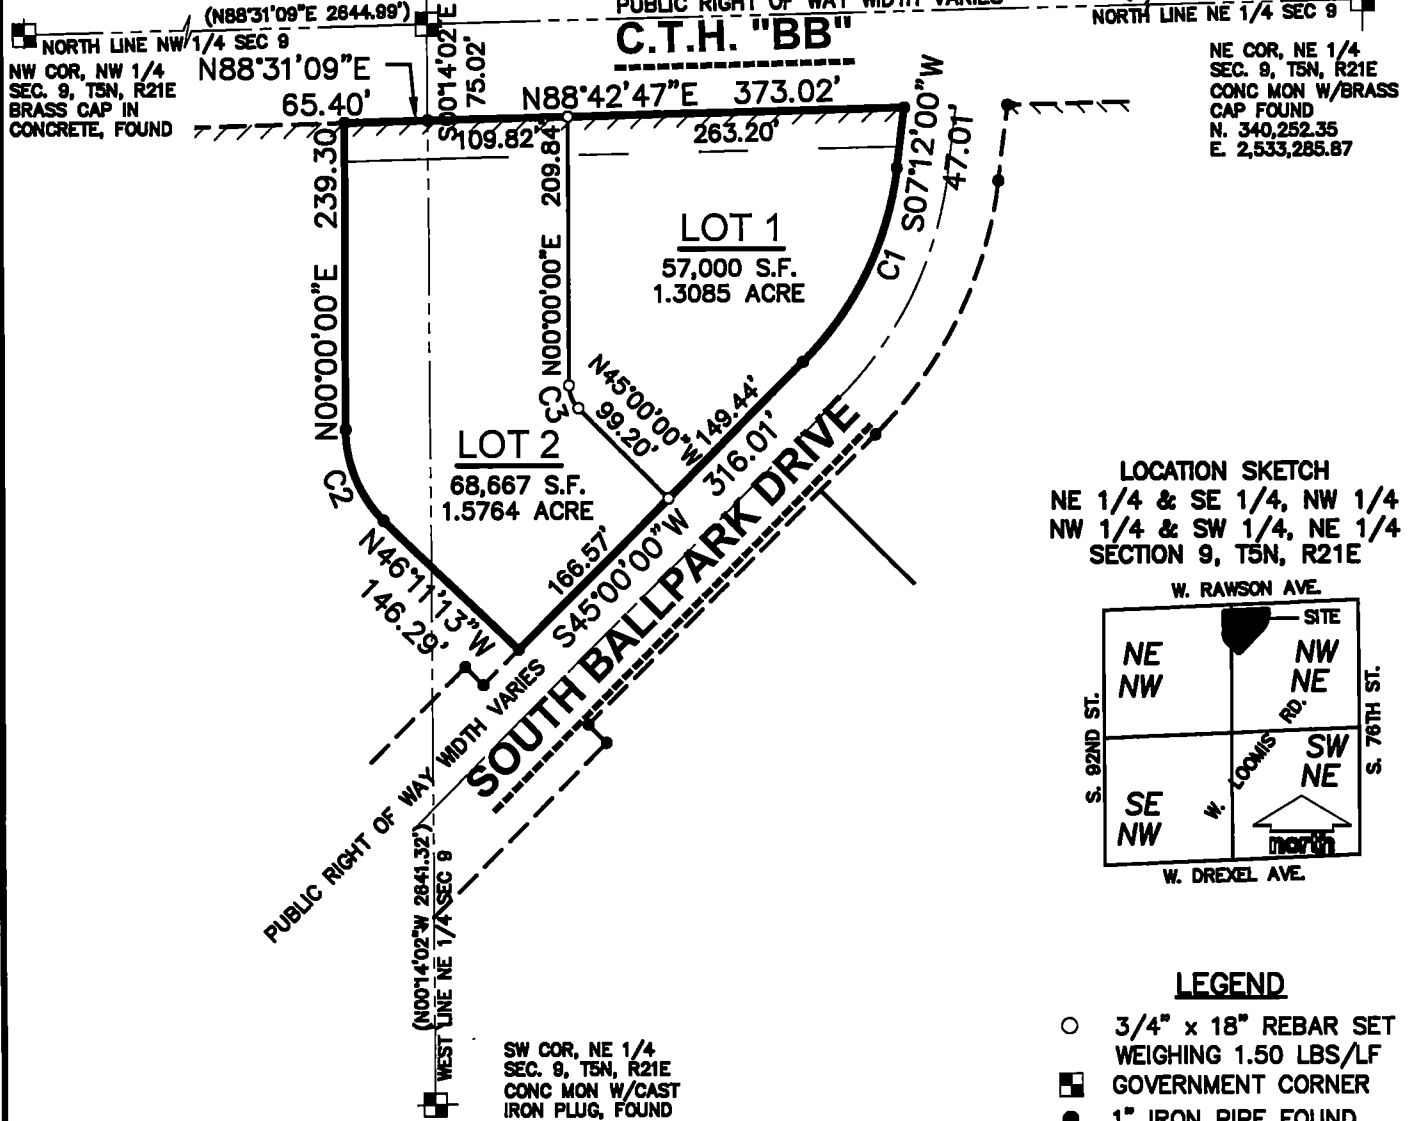 (N88°31'09"E 2644.99')
PUBLIC RIGHT OF WAY WIDTH VARIES
NORTH LINE NW 1/4 SEC 9
NORTH LINE NE 1/4 SEC 9
C.T.H. "BB"
NW COR, NW 1/4
SEC. 9, T5N, R21E
BRASS CAP IN
CONCRETE, FOUND
NE COR, NE 1/4
SEC. 9, T5N, R21E
CONC MON W/BRASS
CAP FOUND
N. 340,252.35
E. 2,533,285.87
N88°31'09"E
65.40'
S00°14'02"E
75.02'
N88°42'47"E 373.02'
109.82'
263.20'
S07°12'00"W
47.01'
N00°00'00"E 239.30
N00°00'00"E 209.84'
LOT 1
57,000 S.F.
1.3085 ACRE
C1
C3
N45°00'00"W
99.20'
149.44'
316.01'
LOT 2
68,667 S.F.
1.5764 ACRE
C2
N46°11'13"W
146.29'
166.57'
S45°00'00"W
SOUTH BALLPARK DRIVE
PUBLIC RIGHT OF WAY WIDTH VARIES
(N00°14'02"W 2641.32')
WEST LINE NE 1/4 SEC 9
SW COR, NE 1/4
SEC. 9, T5N, R21E
CONC MON W/CAST
IRON PLUG, FOUND
LOCATION SKETCH
NE 1/4 & SE 1/4, NW 1/4
NW 1/4 & SW 1/4, NE 1/4
SECTION 9, T5N, R21E
W. RAWSON AVE.
SITE
NE
NW
NW
NE
S. 92ND ST.
S. 76TH ST.
W. LOOMIS RD.
SW
NE
SE
NW
north
W. DREXEL AVE.
LEGEND
3/4" x 18" REBAR SET
WEIGHING 1.50 LBS/LF
GOVERNMENT CORNER
1" IRON PIPE FOUND